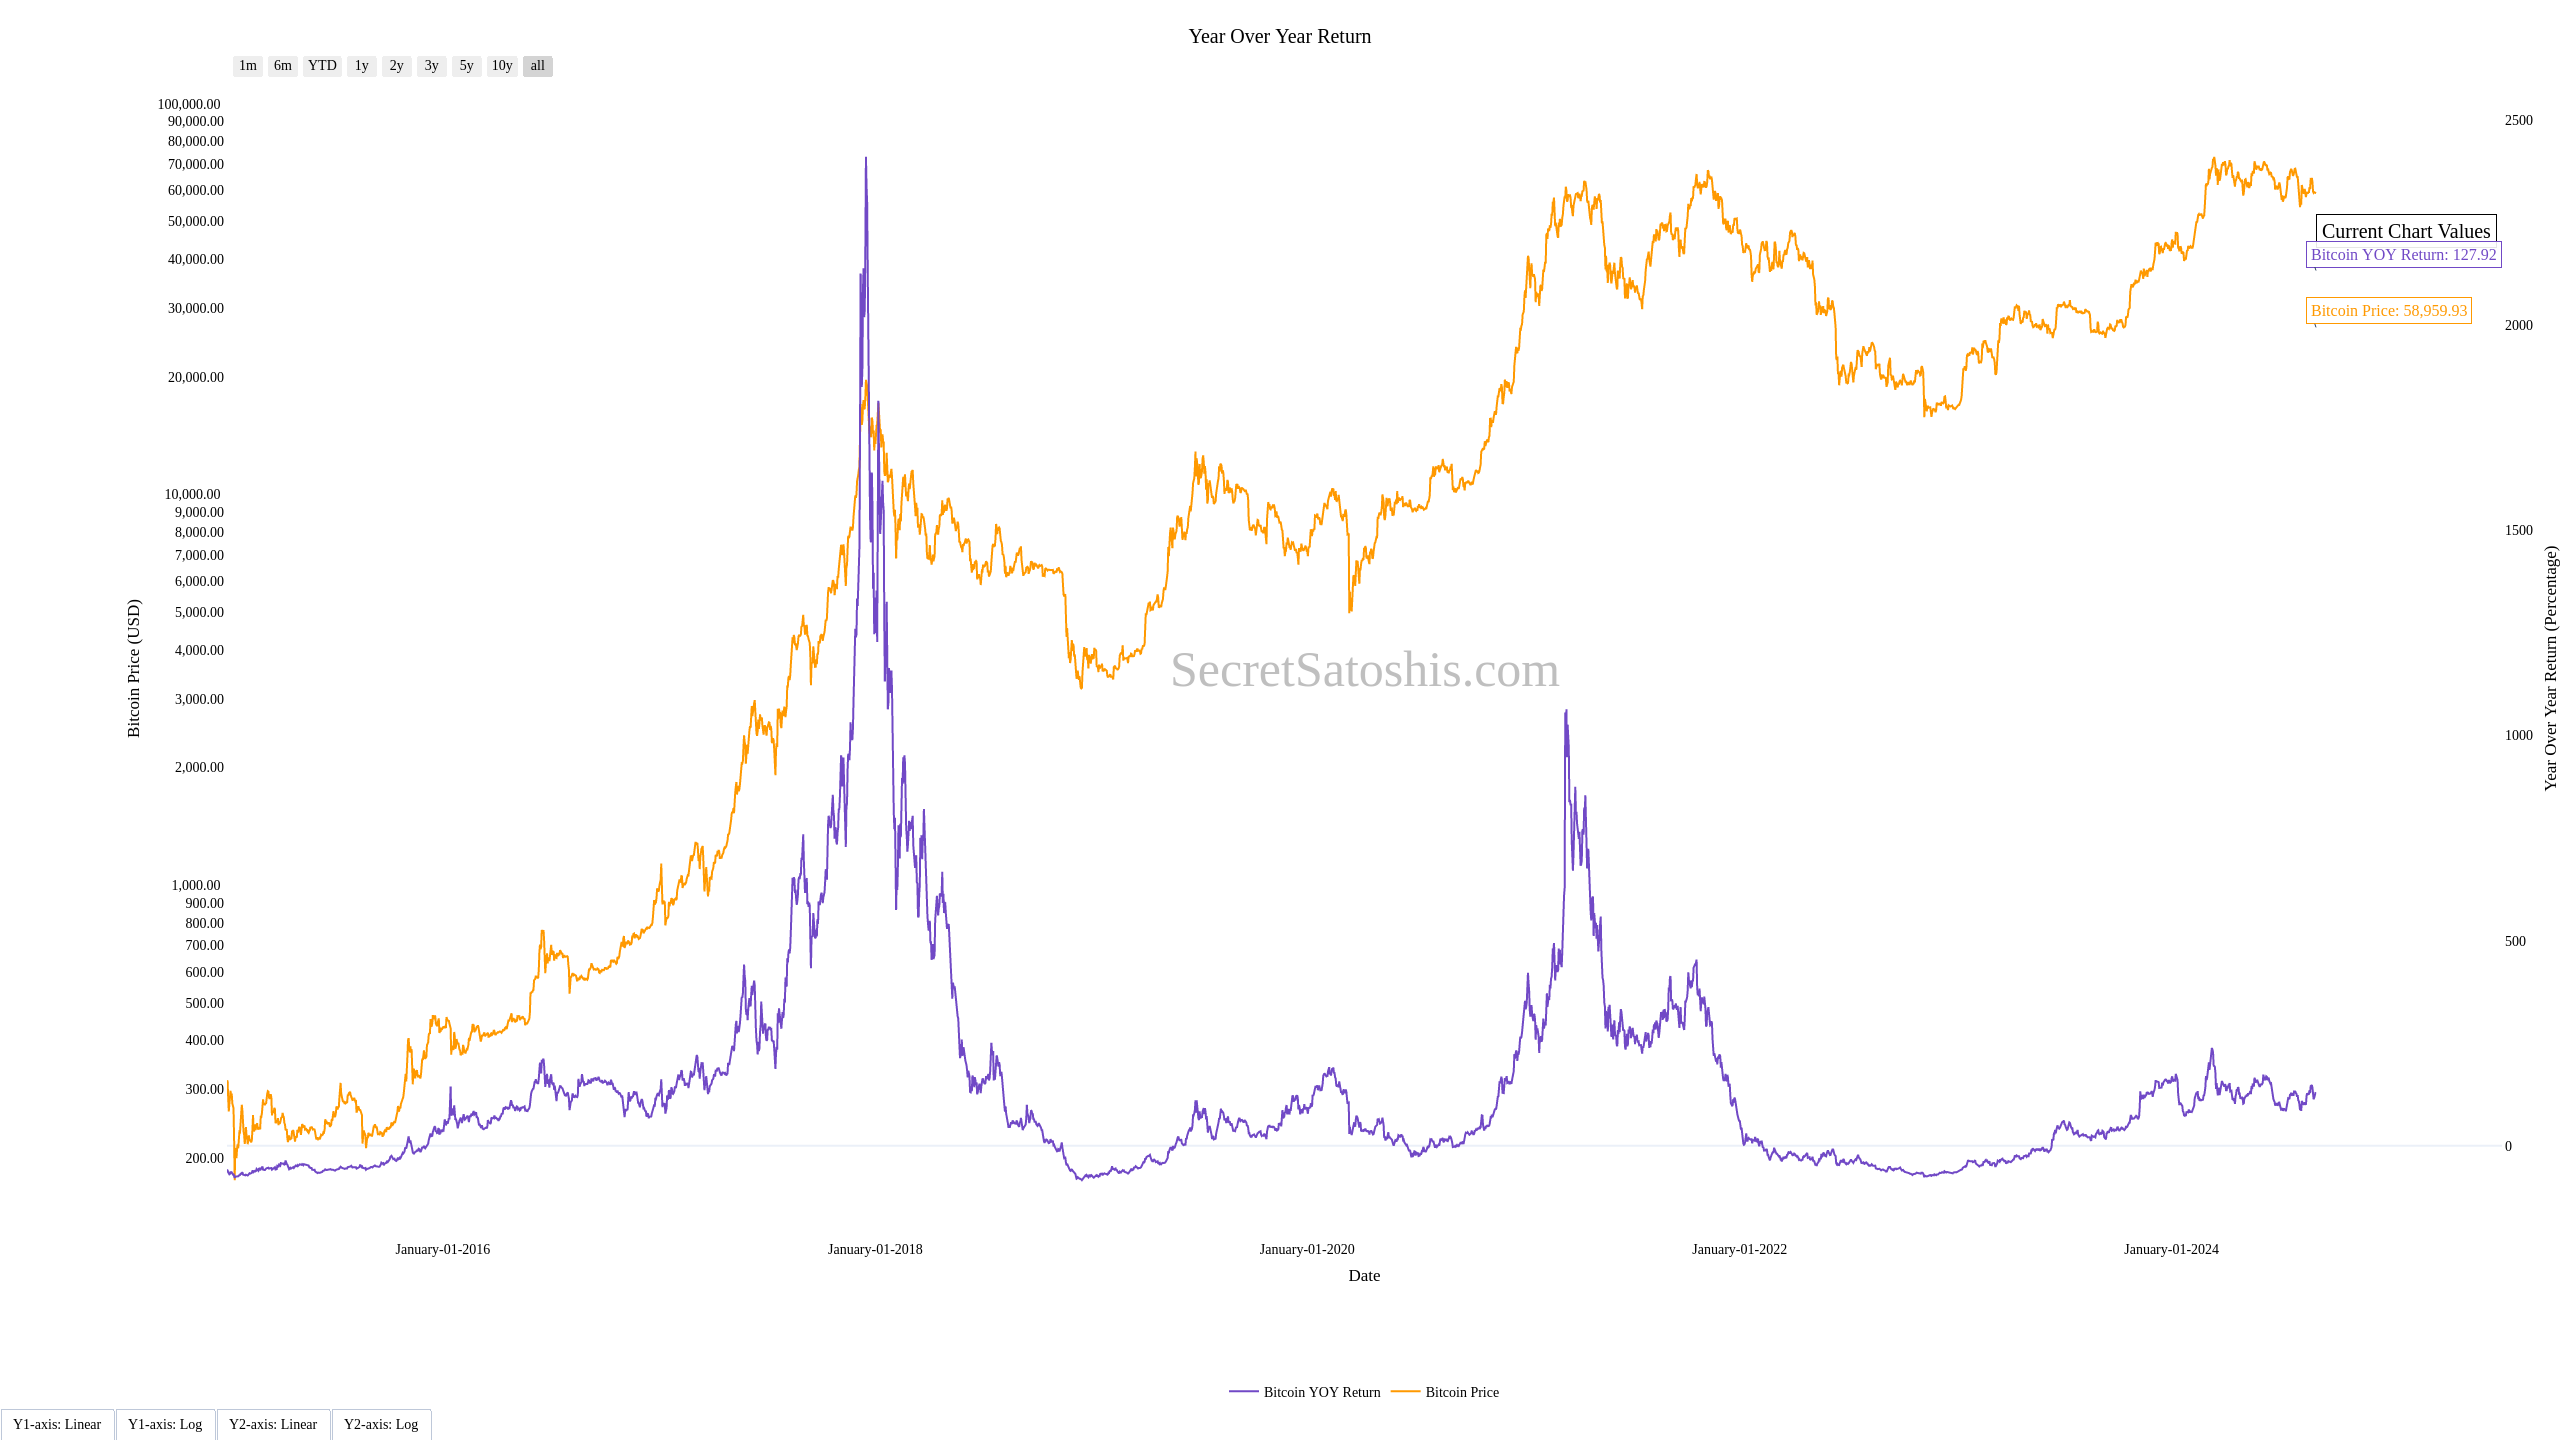 Year Over Year Return
1m 6m YTD 1y 2y 3y 5y 10y all
100,000.00
90,000.00
80,000.00
70,000.00
60,000.00
50,000.00
40,000.00
30,000.00
20,000.00
10,000.00
9,000.00
8,000.00
7,000.00
6,000.00
5,000.00
4,000.00
3,000.00
2,000.00
1,000.00
900.00
800.00
700.00
600.00
500.00
400.00
300.00
200.00
Bitcoin Price (USD)
SecretSatoshis.com
Current Chart Values
Bitcoin YOY Return: 127.92
Bitcoin Price: 58,959.93
2500
2000
1500
1000
500
0
Year Over Year Return (Percentage)
January-01-2016 January-01-2018 January-01-2020 January-01-2022 January-01-2024
Date
Bitcoin YOY Return Bitcoin Price
Y1-axis: Linear Y1-axis: Log Y2-axis: Linear Y2-axis: Log